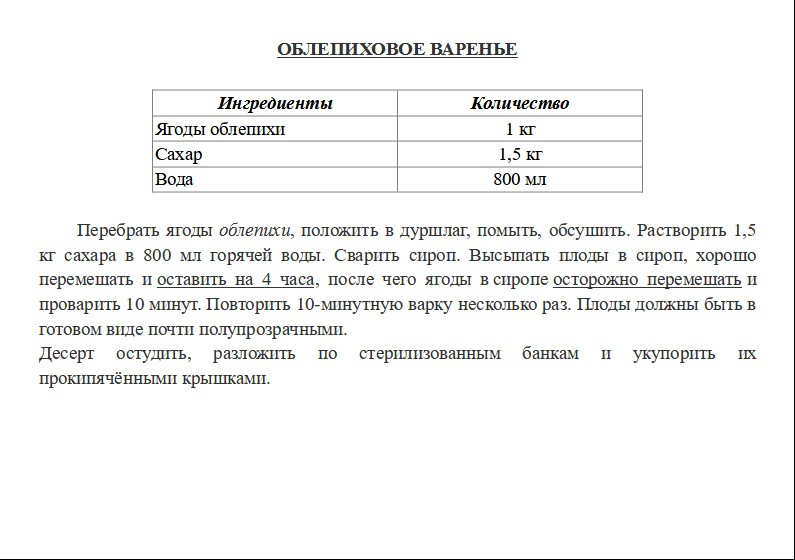 ОБЛЕПИХОВОЕ ВАРЕНЬЕ
Ингредиенты Количество
Ягоды облепихи 1 кг
Сахар 1,5 кг
Вода 800 мл
Перебрать ягоды облепихи, положить в дуршлаг, помыть, обсушить. Растворить 1,5
кг сахара в 800 мл горячей воды. Сварить сироп. Высыпать плоды в сироп, хорошо
перемешать и оставить на 4 часа, после чего ягоды в сиропе осторожно перемешать и
проварить 10 минут. Повторить 10-минутную варку несколько раз. Плоды должны быть в
готовом виде почти полупрозрачными.
Десерт остудить, разложить по стерилизованным банкам и укупорить их
прокипячёнными крышками.